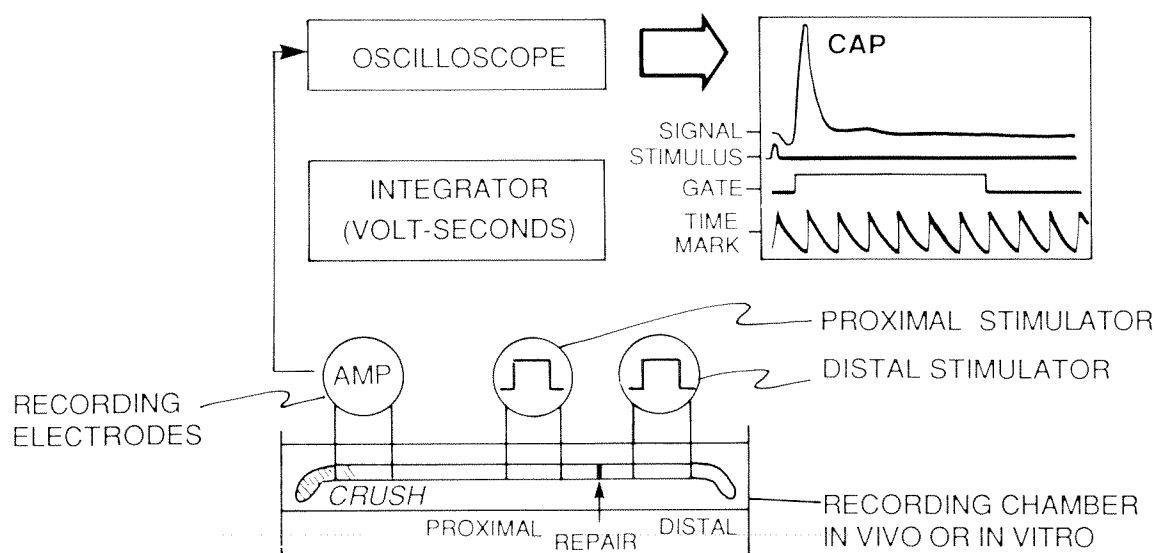 OSCILLOSCOPE
CAP
SIGNAL
STIMULUS
GATE
TIME
MARK
INTEGRATOR
(VOLT-SECONDS)
PROXIMAL STIMULATOR
DISTAL STIMULATOR
AMP
RECORDING
ELECTRODES
CRUSH
PROXIMAL
REPAIR
DISTAL
RECORDING CHAMBER
IN VIVO OR IN VITRO